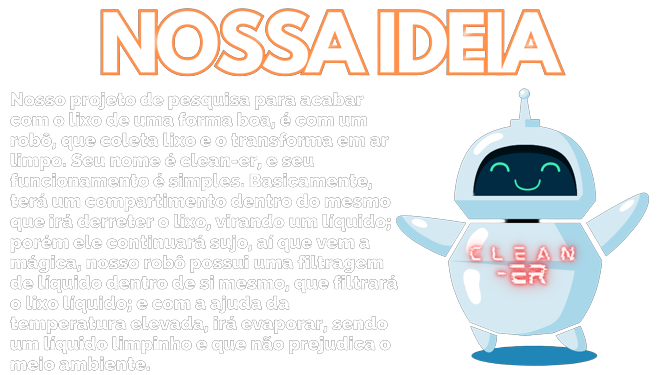 NOSSA IDEIA
Nosso projeto de pesquisa para acabar
com o lixo de uma forma boa, é com um
robô, que coleta lixo e o transforma em ar
limpo. Seu nome é clean-er, e seu
funcionamento é simples. Basicamente,
terá um compartimento dentro do mesmo
que irá derreter o lixo, virando um líquido;
porém ele continuará sujo, aí que vem a
mágica, nosso robô possui uma filtragem
de líquido dentro de si mesmo, que filtrará
o lixo líquido; e com a ajuda da
temperatura elevada, irá evaporar, sendo
um líquido limpinho e que não prejudica o
meio ambiente.
CLEAN
-ER